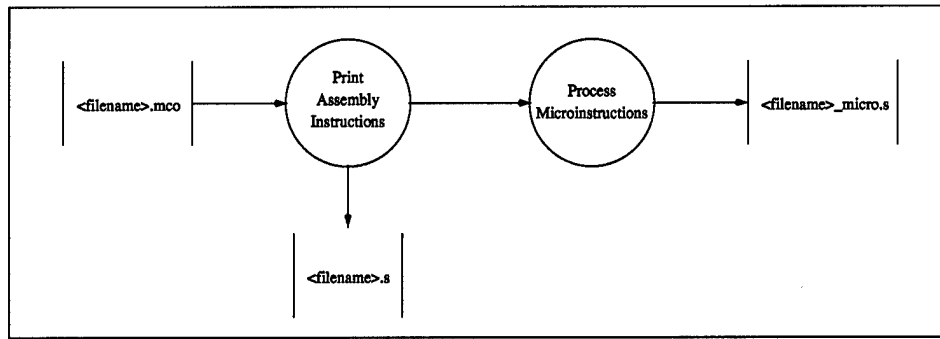 <filename>.mco
Print
Assembly
Instructions
Process
Microinstructions
<filename>_micro.s
<filename>.s